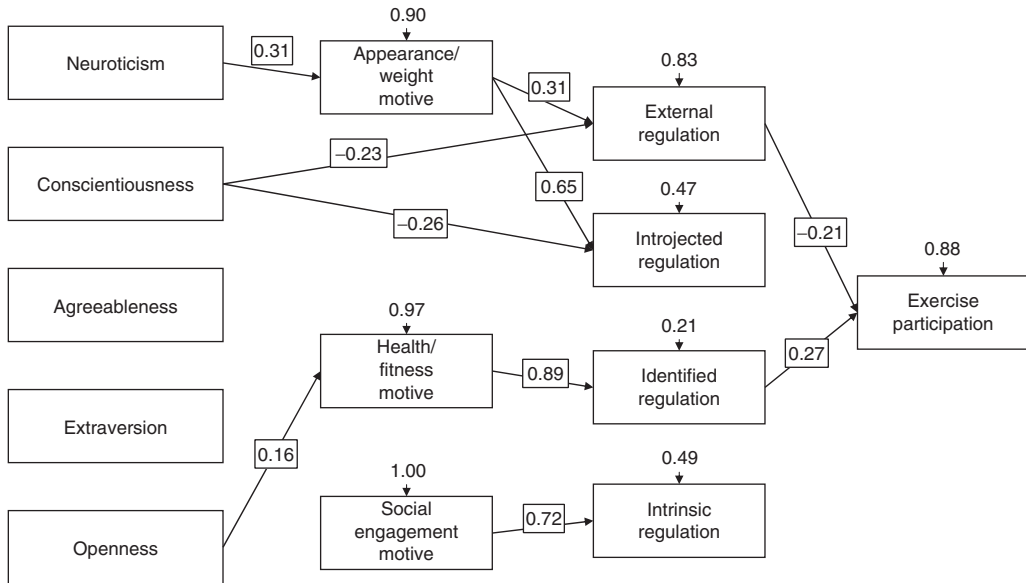 0.90
Neuroticism
0.31
Appearance/
weight
motive
0.83
0.31
External
regulation
−0.23
Conscientiousness
0.65
0.47
−0.26
Introjected
regulation
−0.21
0.88
Agreeableness
Exercise
participation
0.97
Health/
fitness
motive
0.21
0.89
Identified
regulation
0.27
Extraversion
0.16
1.00
0.49
Social
engagement
motive
0.72
Intrinsic
regulation
Openness